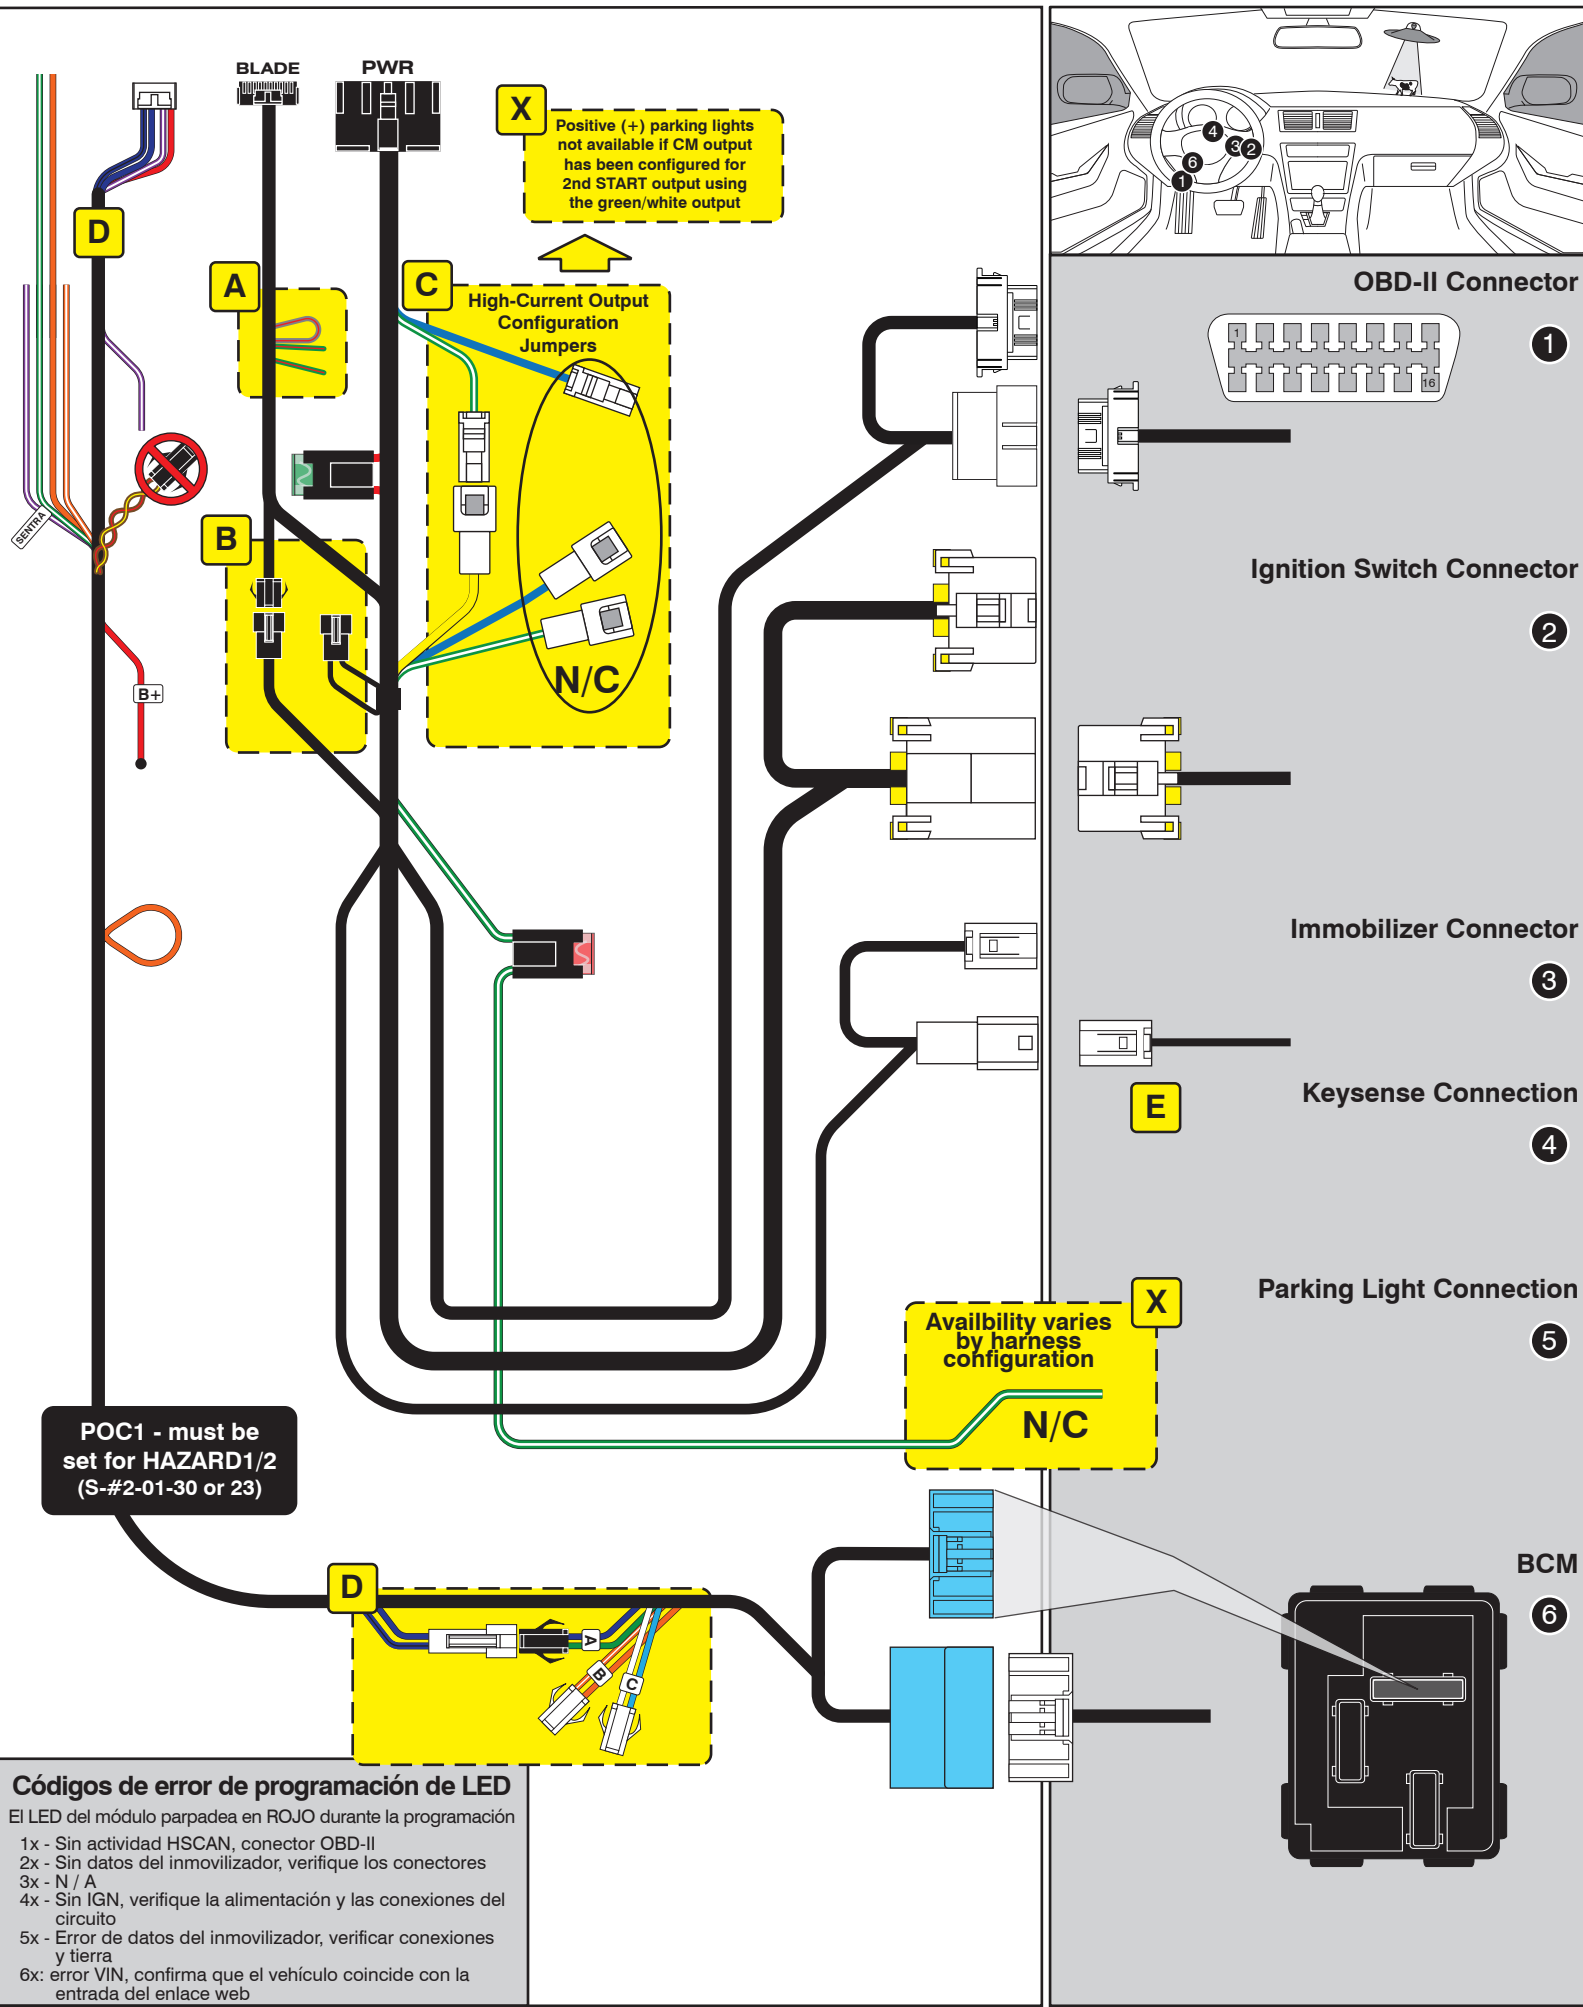 BLADE
PWR
X
Positive (+) parking lights
not available if CM output
has been configured for
2nd START output using
the green/white output
4
3
2
6
1
D
A
C
High-Current Output
Configuration
Jumpers
OBD-II Connector
1
16
1
SENTRA
B
Ignition Switch Connector
2
B+
N/C
Immobilizer Connector
3
E
Keysense Connection
4
X
Parking Light Connection
5
Availbility varies
by harness
configuration
N/C
POC1 - must be
set for HAZARD1/2
(S-#2-01-30 or 23)
BCM
6
D
A
B
C
Códigos de error de programación de LED
El LED del módulo parpadea en ROJO durante la programación
1x - Sin actividad HSCAN, conector OBD-II
2x - Sin datos del inmovilizador, verifique los conectores
3x - N / A
4x - Sin IGN, verifique la alimentación y las conexiones del
circuito
5x - Error de datos del inmovilizador, verificar conexiones
y tierra
6x: error VIN, confirma que el vehículo coincide con la
entrada del enlace web